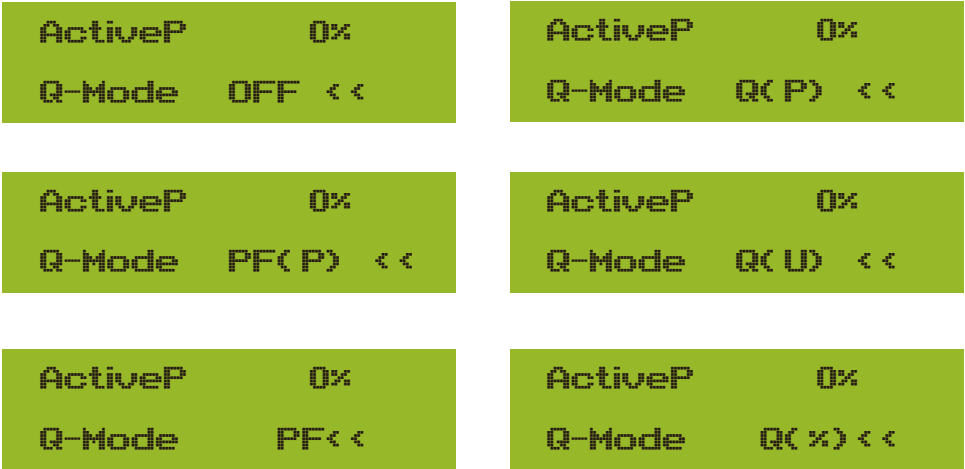 ActiveP 0%
Q-Mode OFF <<
ActiveP 0%
Q-Mode Q(P) <<
ActiveP 0%
Q-Mode PF(P) <<
ActiveP 0%
Q-Mode Q(U) <<
ActiveP 0%
Q-Mode PF<<
ActiveP 0%
Q-Mode Q(%)<<